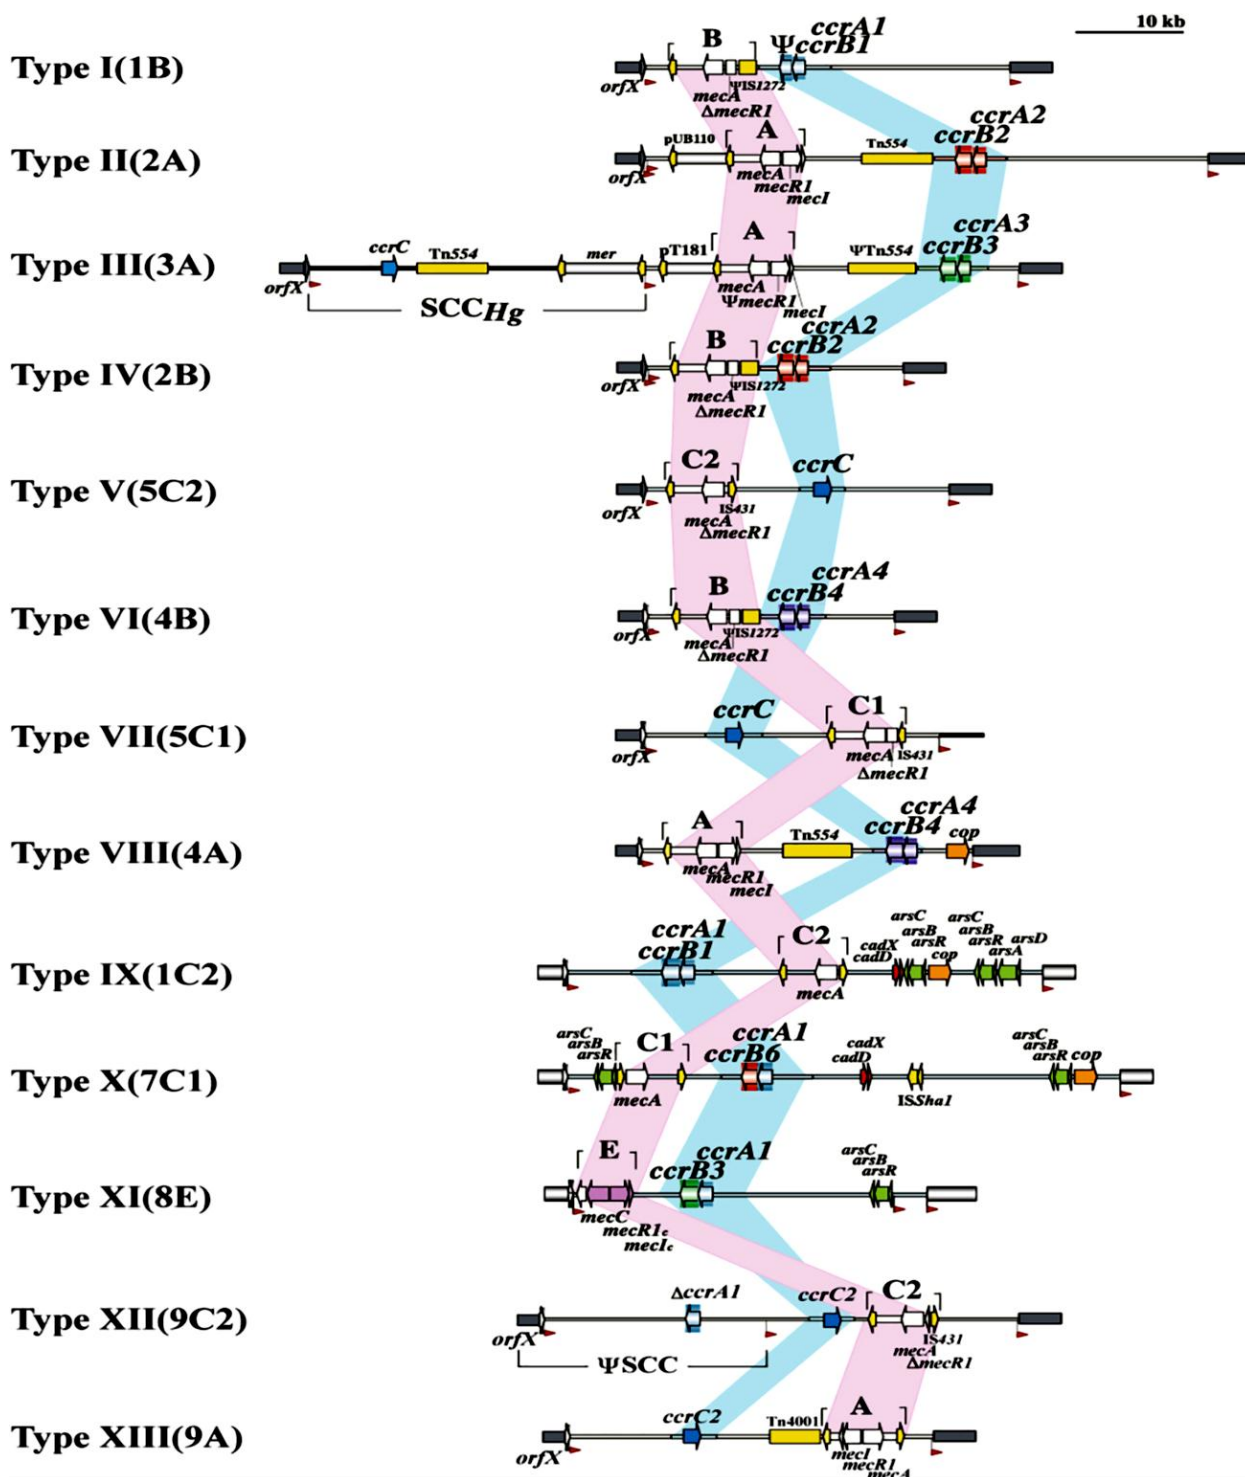 10 kb
Type I(1B)
B
Ψ ccrA1
ccrB1
orfX
ΨIS1272
mecA
ΔmecR1
Type II(2A)
pUB110
A
Tn554
ccrA2
ccrB2
orfX
mecA
mecR1
mecI
Type III(3A)
ccrC
Tn554
mer
pT181
A
ΨTn554
ccrA3
ccrB3
orfX
mecA
ΨmecR1
mecI
SCCHg
Type IV(2B)
B
ccrA2
ccrB2
orfX
ΨIS1272
mecA
ΔmecR1
Type V(5C2)
C2
ccrC
orfX
IS431
mecA
ΔmecR1
Type VI(4B)
B
ccrA4
ccrB4
orfX
ΨIS1272
mecA
ΔmecR1
Type VII(5C1)
ccrC
C1
orfX
mecA
IS431
ΔmecR1
Type VIII(4A)
A
Tn554
ccrA4
ccrB4
cop
mecA
mecR1
mecI
Type IX(1C2)
ccrA1
ccrB1
C2
cadX
cadD
arsC
arsB
arsR
cop
arsC
arsB
arsR
arsD
arsA
mecA
Type X(7C1)
arsC
arsB
arsR
C1
ccrA1
ccrB6
cadX
cadD
arsC
arsB
arsR
cop
mecA
ISSha1
Type XI(8E)
E
ccrA1
ccrB3
arsC
arsB
arsR
mecC
mecR1c
mecIc
Type XII(9C2)
ΔccrA1
ccrC2
C2
orfX
IS431
mecA
ΔmecR1
ΨSCC
Type XIII(9A)
ccrC2
Tn4001
A
orfX
mecI
mecR1
mecA